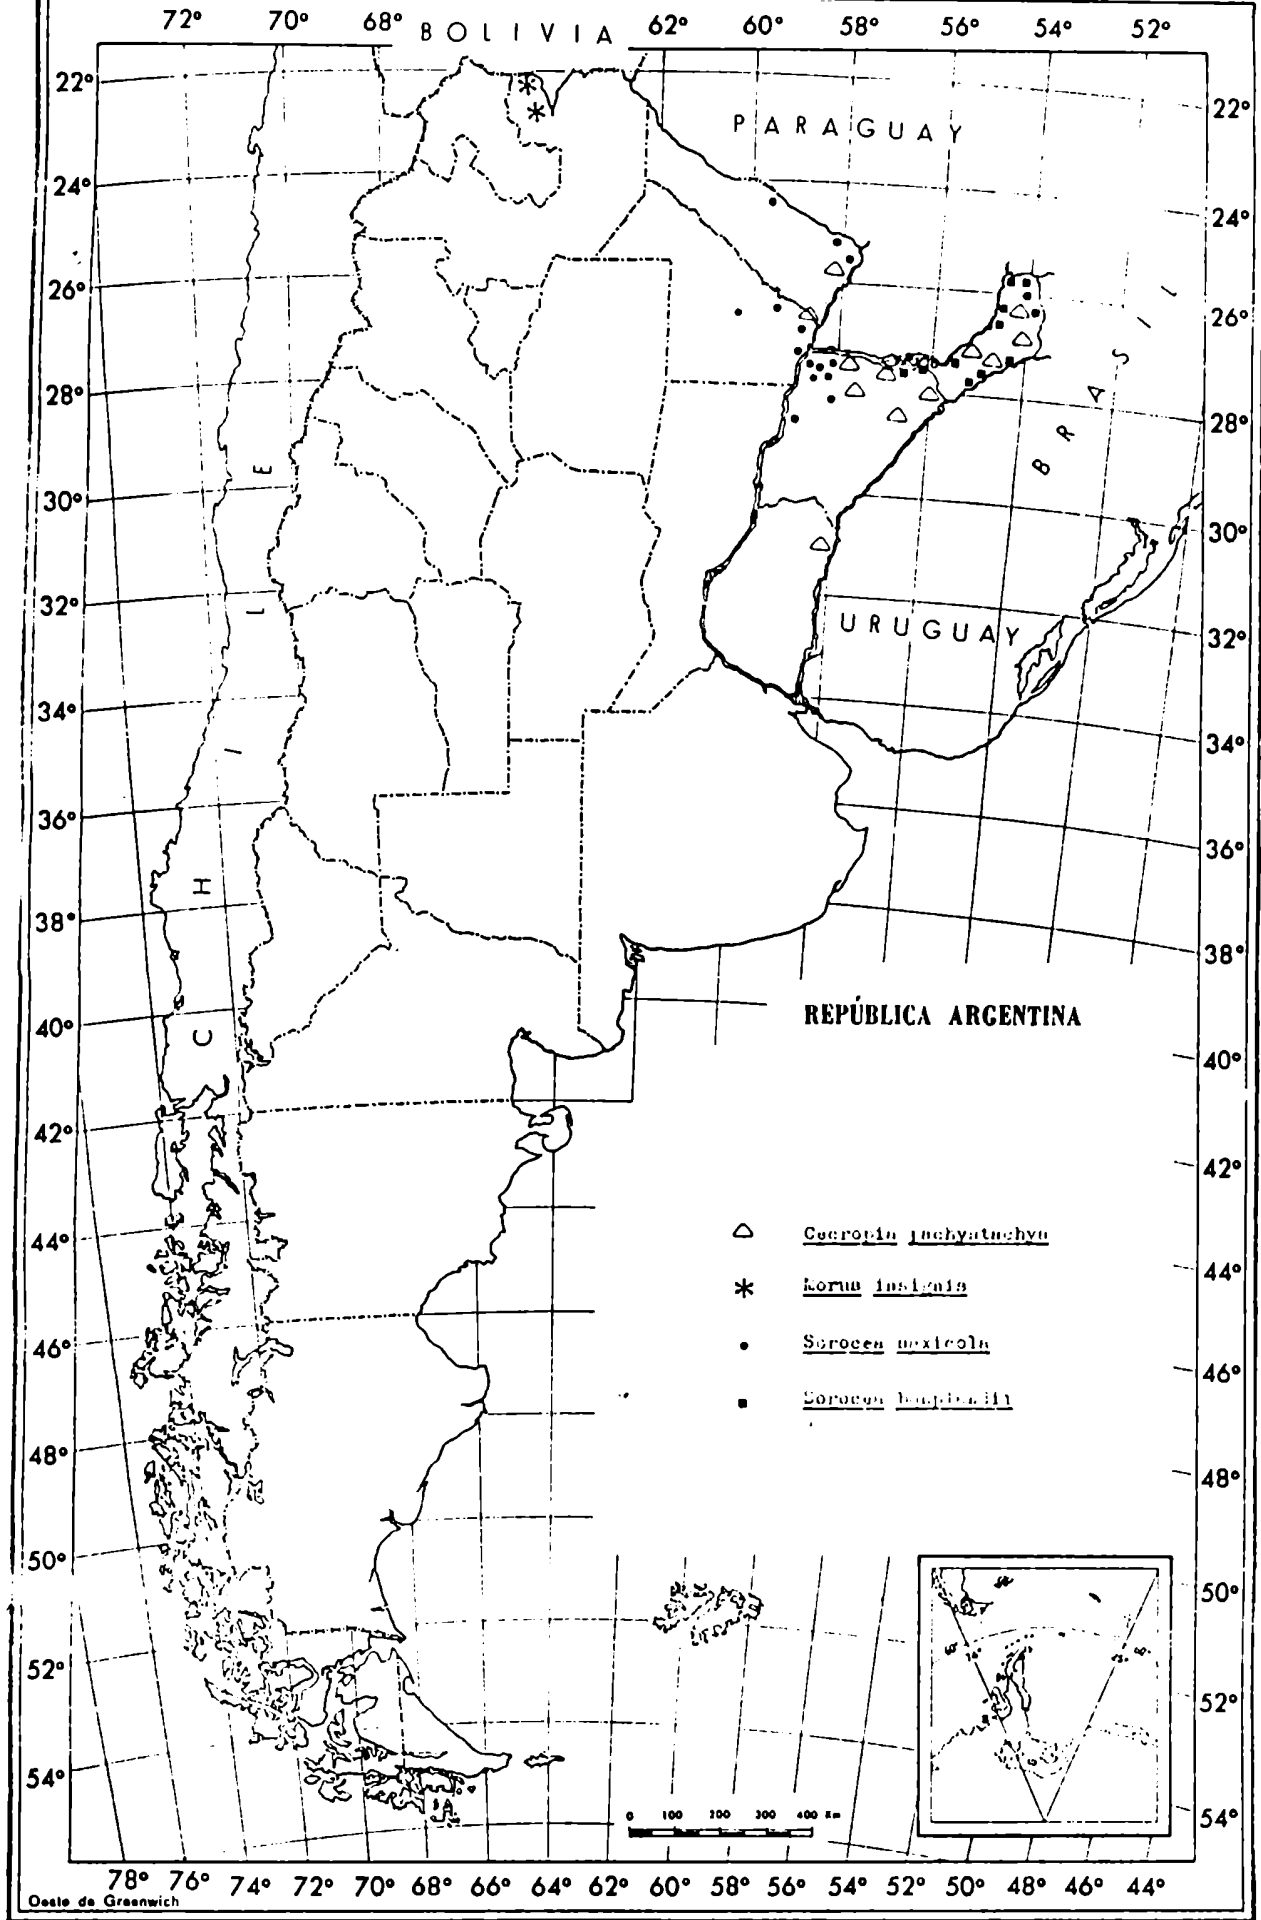 72° 70° 68° BOLIVIA 62° 60° 58° 56° 54° 52°
22° 22°
PARAGUAY
24° 24°
26° 26°
28° 28°
30° 30°
32° 32°
34° 34°
36° 36°
38° 38°
40° 40°
42° 42°
44° 44°
46° 46°
48° 48°
50° 50°
52° 52°
54° 54°
BRASIL
CHILE
URUGUAY
REPÚBLICA ARGENTINA
Morus insignis
Sorocea
Sorocea
0 100 200 300 400 Km
78° 76° 74° 72° 70° 68° 66° 64° 62° 60° 58° 56° 54° 52° 50° 48° 46° 44°
Oeste de Greenwich